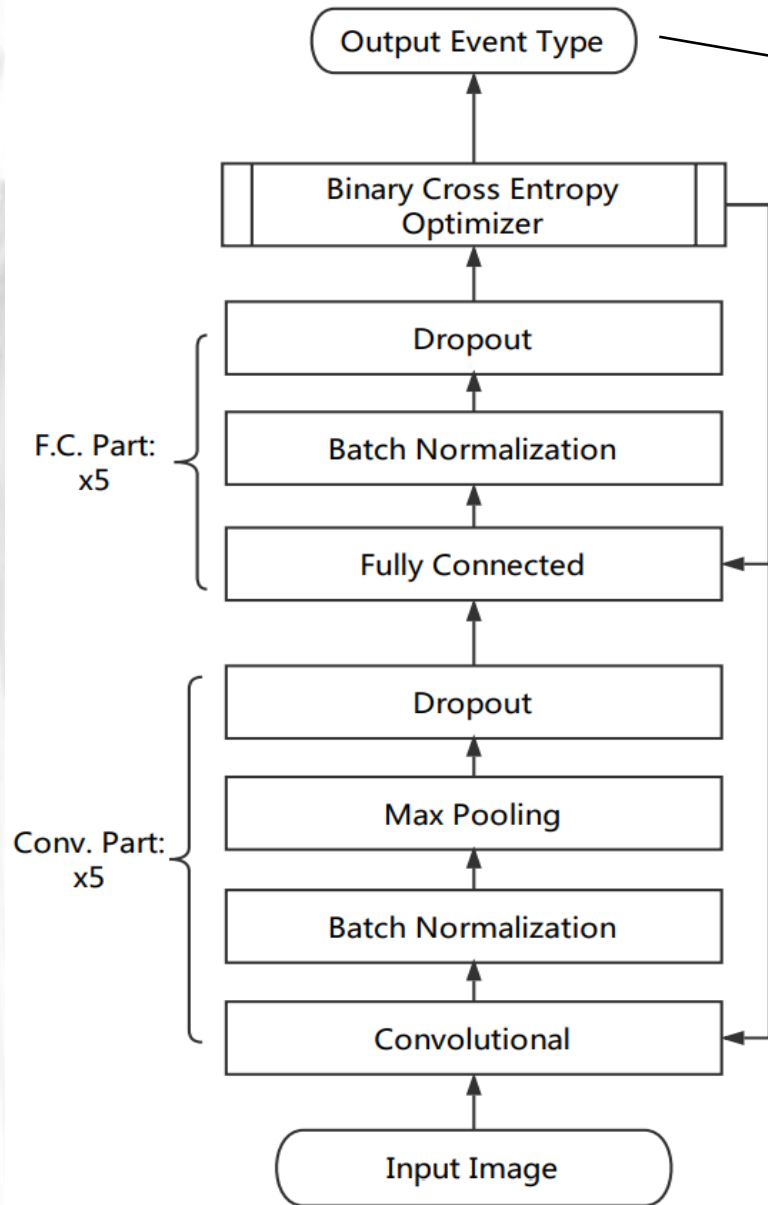 Output Event Type
Binary Cross Entropy
Optimizer
Dropout
Batch Normalization
F.C. Part:
x5
Fully Connected
Dropout
Max Pooling
Conv. Part:
x5
Batch Normalization
Convolutional
Input Image